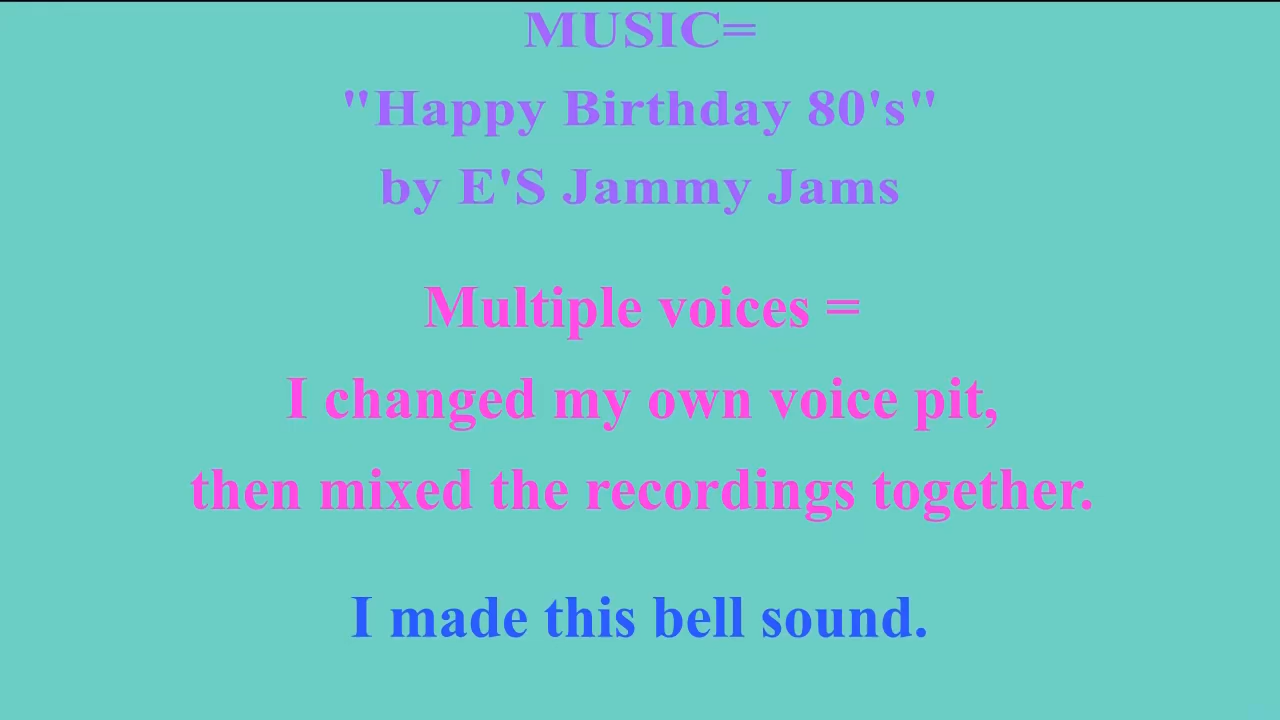 MUSIC=
"Happy Birthday 80's"
by E'S Jammy Jams
Multiple voices =
I changed my own voice pit,
then mixed the recordings together.
I made this bell sound.